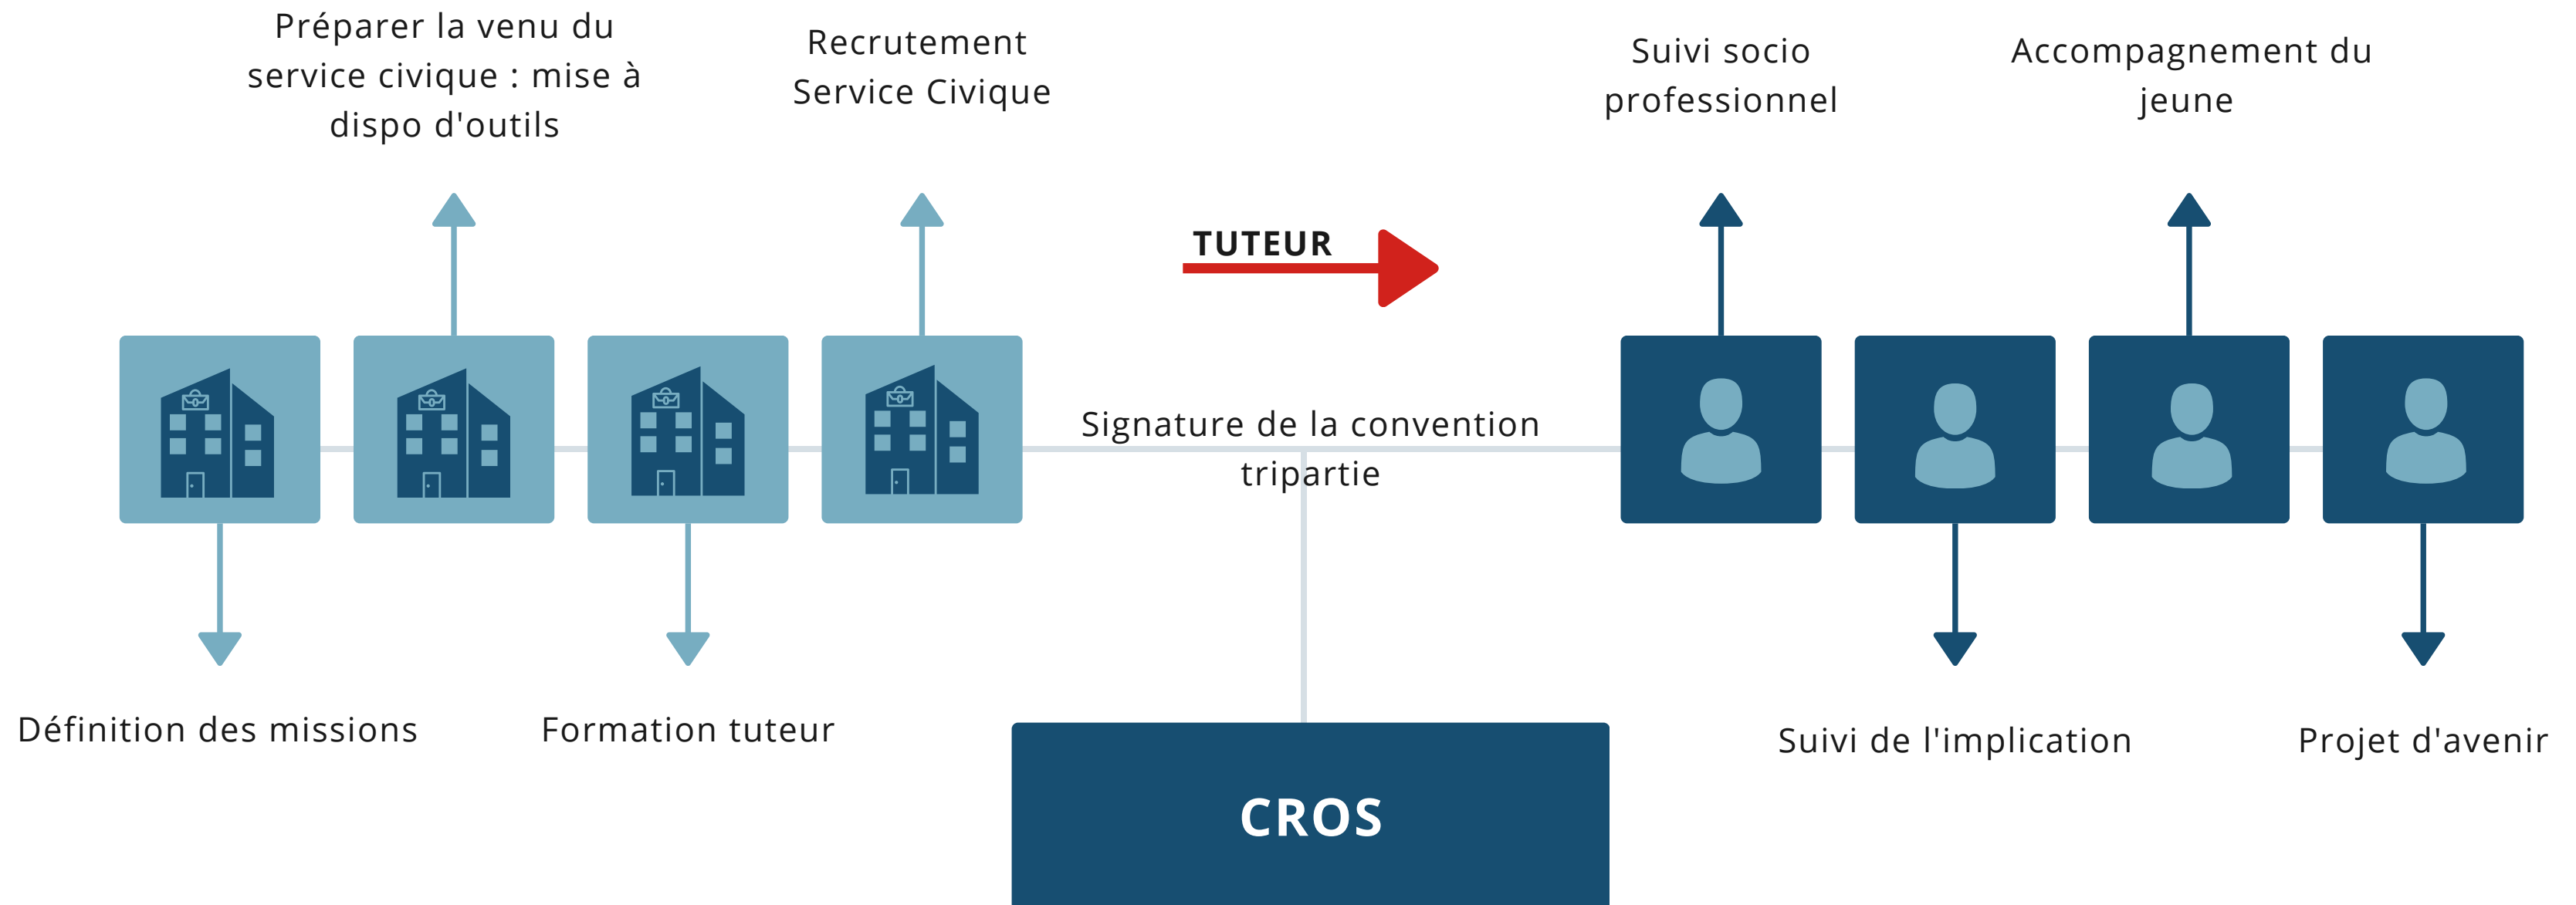 Préparer la venu du
service civique : mise à
dispo d'outils
Recrutement
Service Civique
Suivi socio
professionnel
Accompagnement du
jeune
TUTEUR
Signature de la convention
tripartie
Définition des missions
Formation tuteur
Suivi de l'implication
Projet d'avenir
CROS